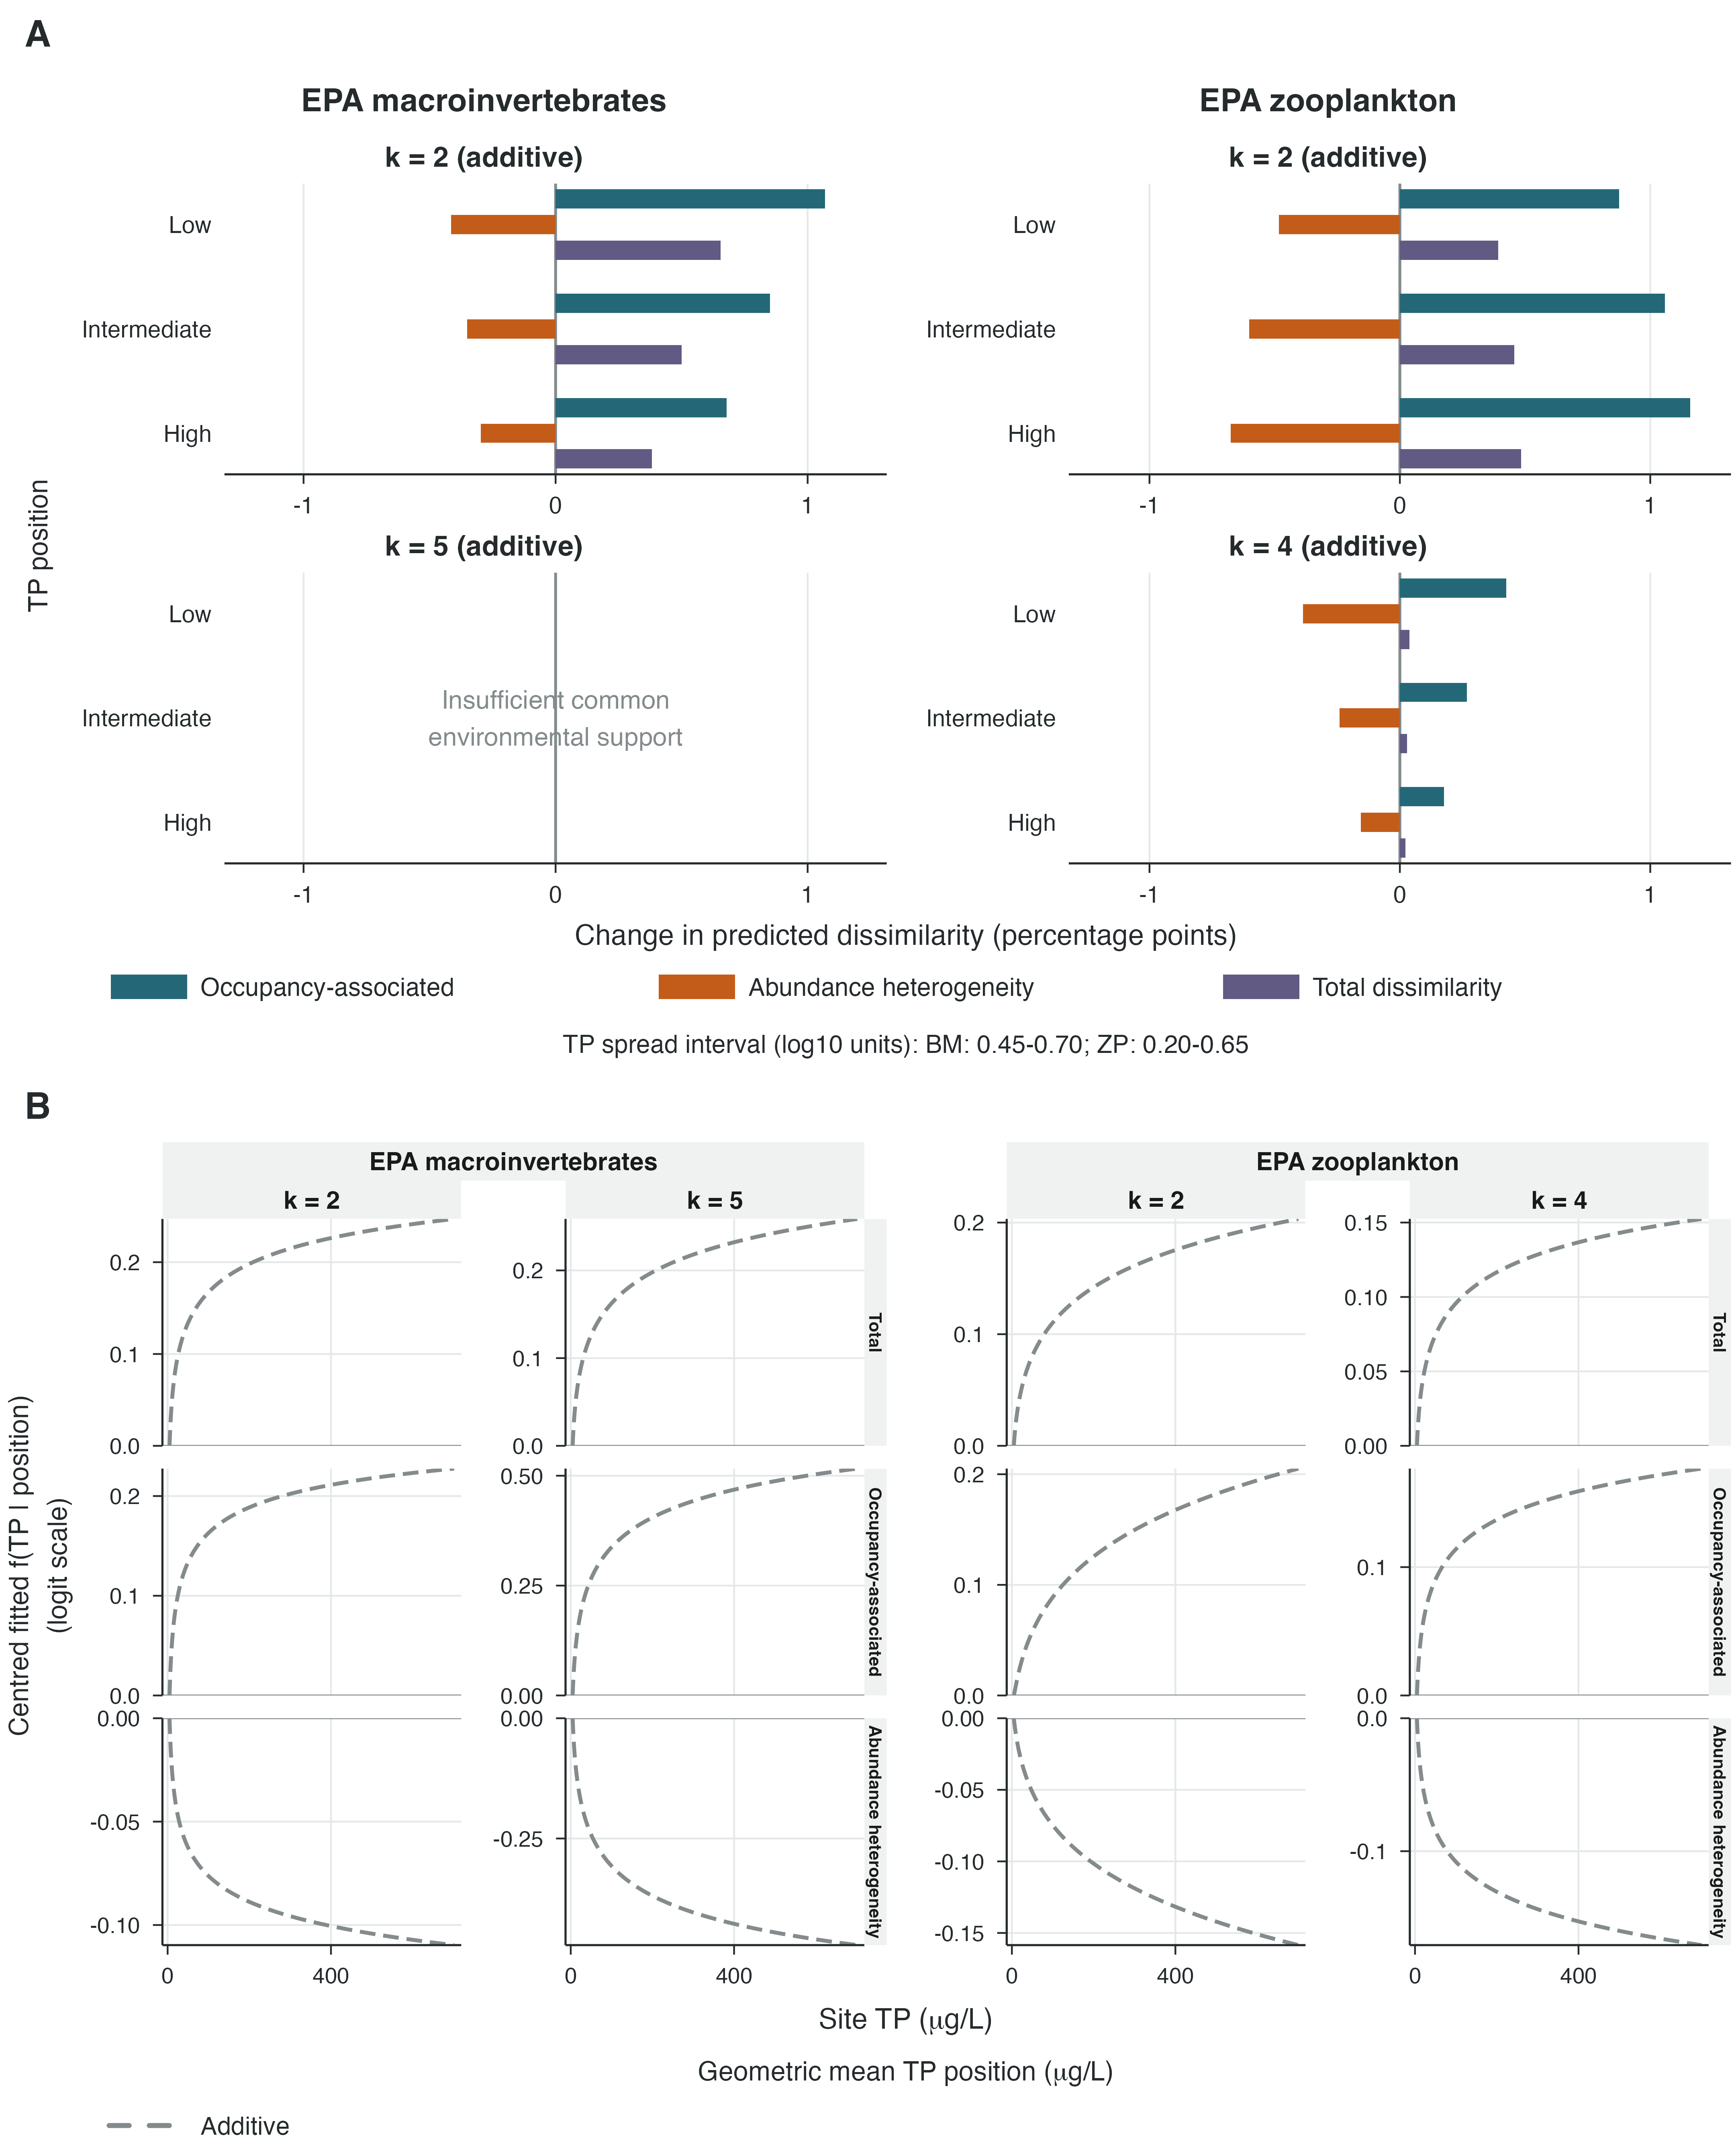 A
EPA macroinvertebrates
EPA zooplankton
k = 2 (additive)
k = 2 (additive)
Low
Intermediate
High
-1 0 1
Low
Intermediate
High
-1 0 1
k = 5 (additive)
k = 4 (additive)
Low
Intermediate
High
Insufficient common
environmental support
-1 0 1
Low
Intermediate
High
-1 0 1
TP position
Change in predicted dissimilarity (percentage points)
Occupancy-associated
Abundance heterogeneity
Total dissimilarity
TP spread interval (log10 units): BM: 0.45-0.70; ZP: 0.20-0.65
B
EPA macroinvertebrates
EPA zooplankton
k = 2
k = 5
k = 2
k = 4
0.2
0.1
0.0
0.2
0.1
0.0
Total
0.2
0.1
0.0
0.15
0.10
0.05
0.00
Total
0.2
0.1
0.0
0.50
0.25
0.00
Occupancy-associated
0.2
0.1
0.0
0.1
0.0
Occupancy-associated
0.00
-0.05
-0.10
0.00
-0.25
Abundance heterogeneity
0.00
-0.05
-0.10
-0.15
0.0
-0.1
Abundance heterogeneity
0 400
0 400
0 400
0 400
Centred fitted f(TP | position)
(logit scale)
Site TP (μg/L)
Geometric mean TP position (μg/L)
Additive